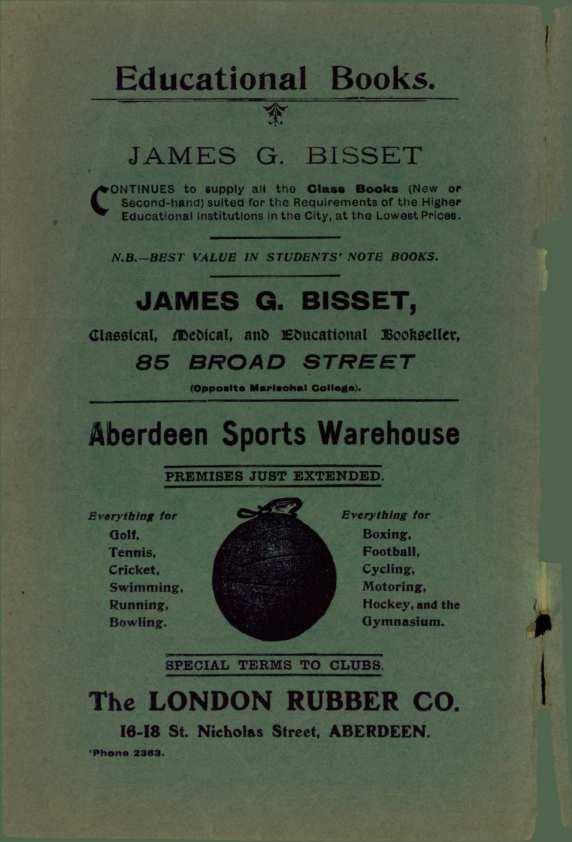 Educational Books.
JAMES G. BISSET
CONTINUES to supply all the Class Books (New or
Second-hand) suited for the Requirements of the Higher
Educational Institutions in the City, at the Lowest Prices.
N.B.—BEST VALUE IN STUDENTS' NOTE BOOKS.
JAMES G. BISSET,
Classical, Medical, and Educational Bookseller,
85 BROAD STREET
(Opposite Marischal College).
Aberdeen Sports Warehouse
PREMISES JUST EXTENDED.
Everything for
Golf,
Tennis,
Cricket,
Swimming,
Running,
Bowling.
Everything for
Boxing,
Football,
Cycling,
Motoring,
Hockey, and the
Gymnasium.
SPECIAL TERMS TO CLUBS.
The LONDON RUBBER CO.
16-18 St. Nicholas Street, ABERDEEN.
'Phone 2363.